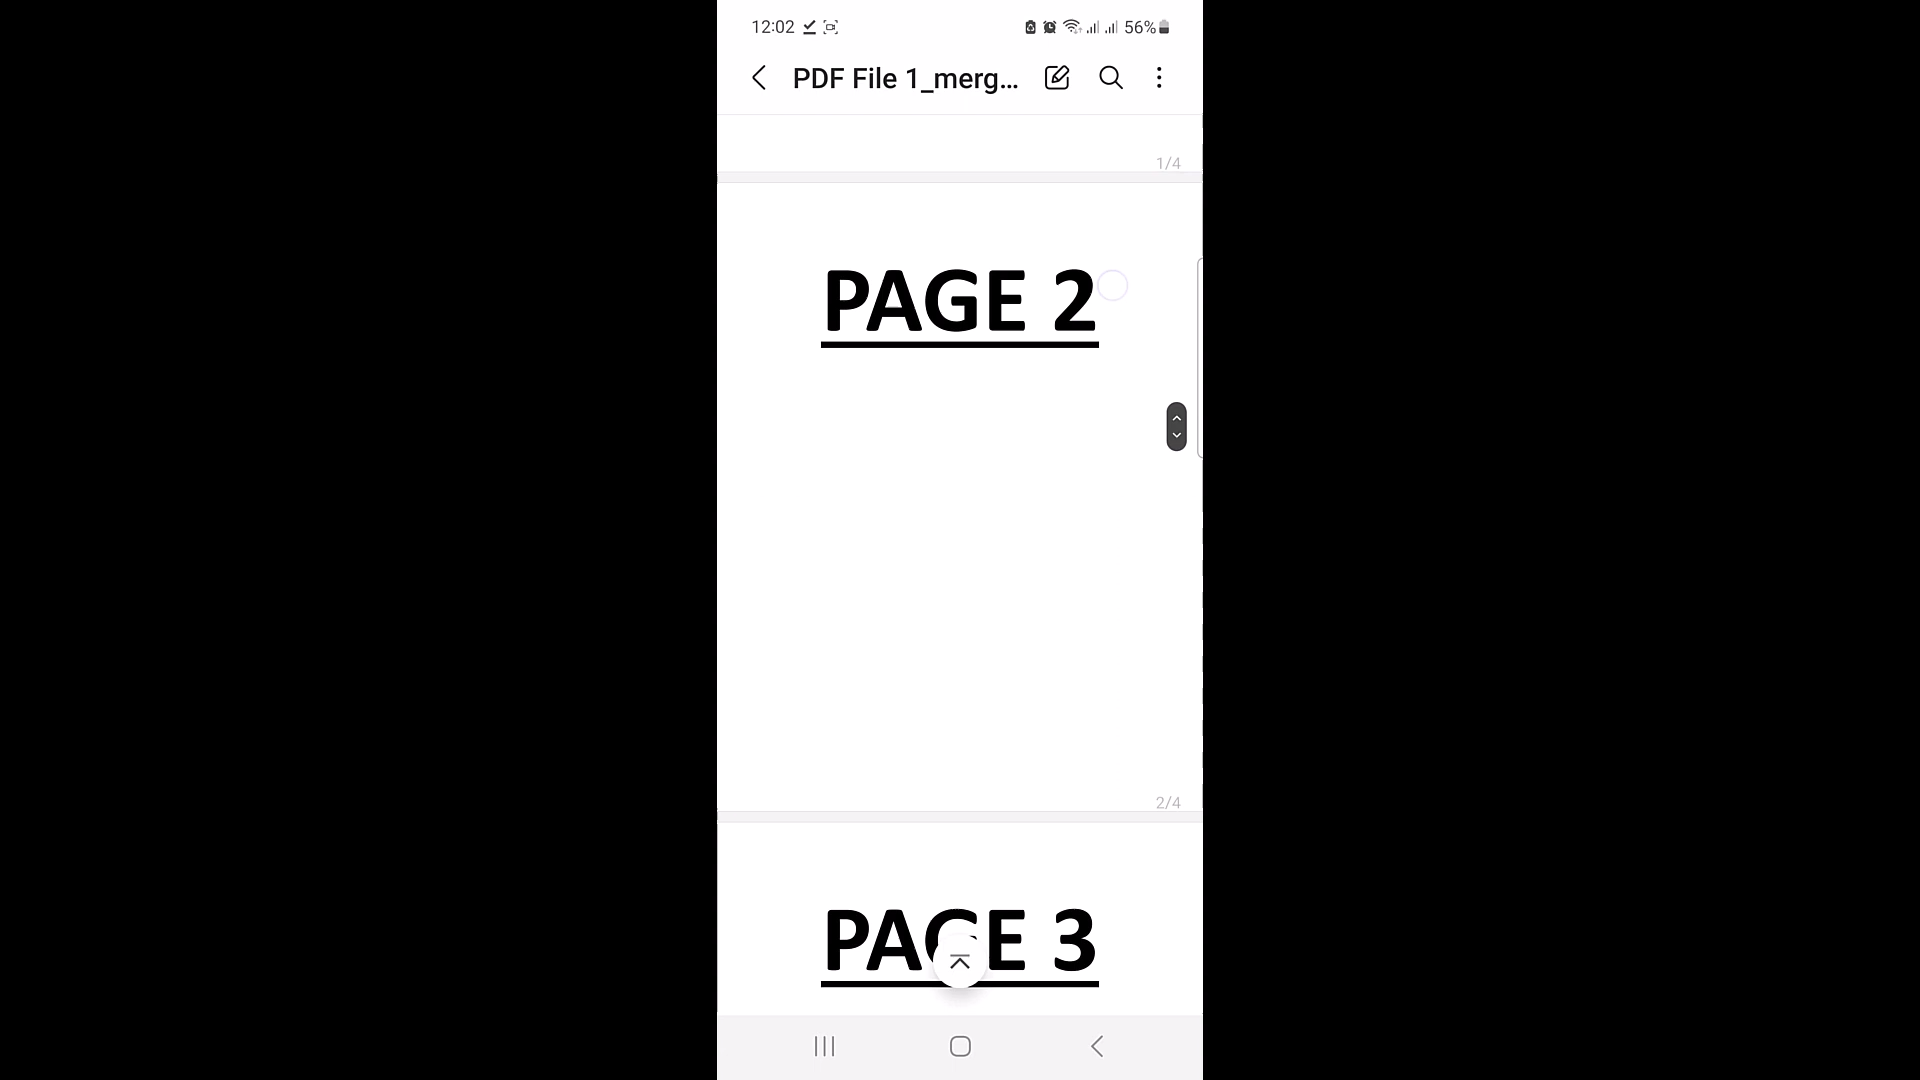 12:02 56%
PDF File 1_merg...
1/4
PAGE 2
2/4
PAGE 3